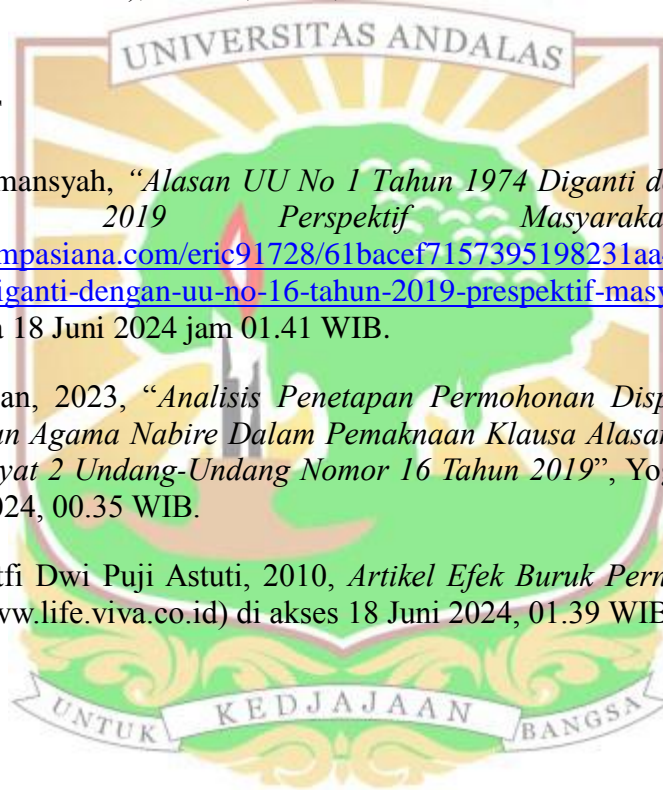 UNIVERSITAS ANDALAS
mansyah, “Alasan UU No 1 Tahun 1974 Diganti d
2019 Perspektif Masyaraka
mpasiana.com/eric91728/61bacef7157395198231aa
iganti-dengan-uu-no-16-tahun-2019-prespektif-masy
18 Juni 2024 jam 01.41 WIB.
an, 2023, “Analisis Penetapan Permohonan Disp
n Agama Nabire Dalam Pemaknaan Klausa Alasan
yat 2 Undang-Undang Nomor 16 Tahun 2019”, Yog
024, 00.35 WIB.
tfi Dwi Puji Astuti, 2010, Artikel Efek Buruk Pern
ww.life.viva.co.id) di akses 18 Juni 2024, 01.39 WIB
UNTUK KEDJAJAAN BANGSA